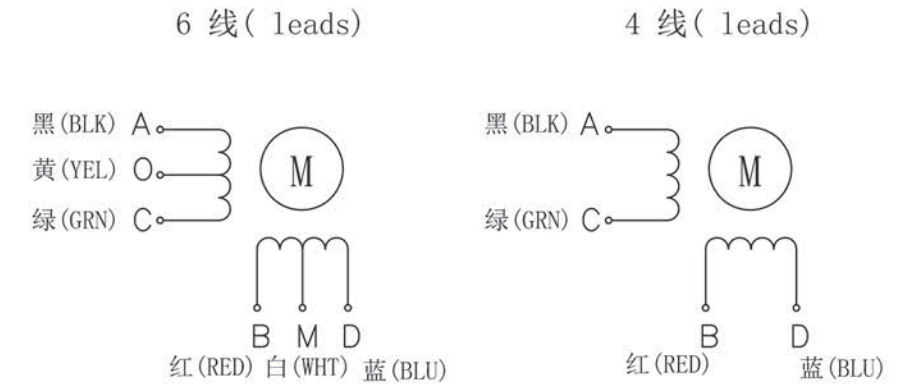 6 线( leads)
黑(BLK) A
黄(YEL) O
绿(GRN) C
M
B M D
红(RED) 白(WHT) 蓝(BLU)
4 线( leads)
黑(BLK) A
绿(GRN) C
M
B D
红(RED) 蓝(BLU)